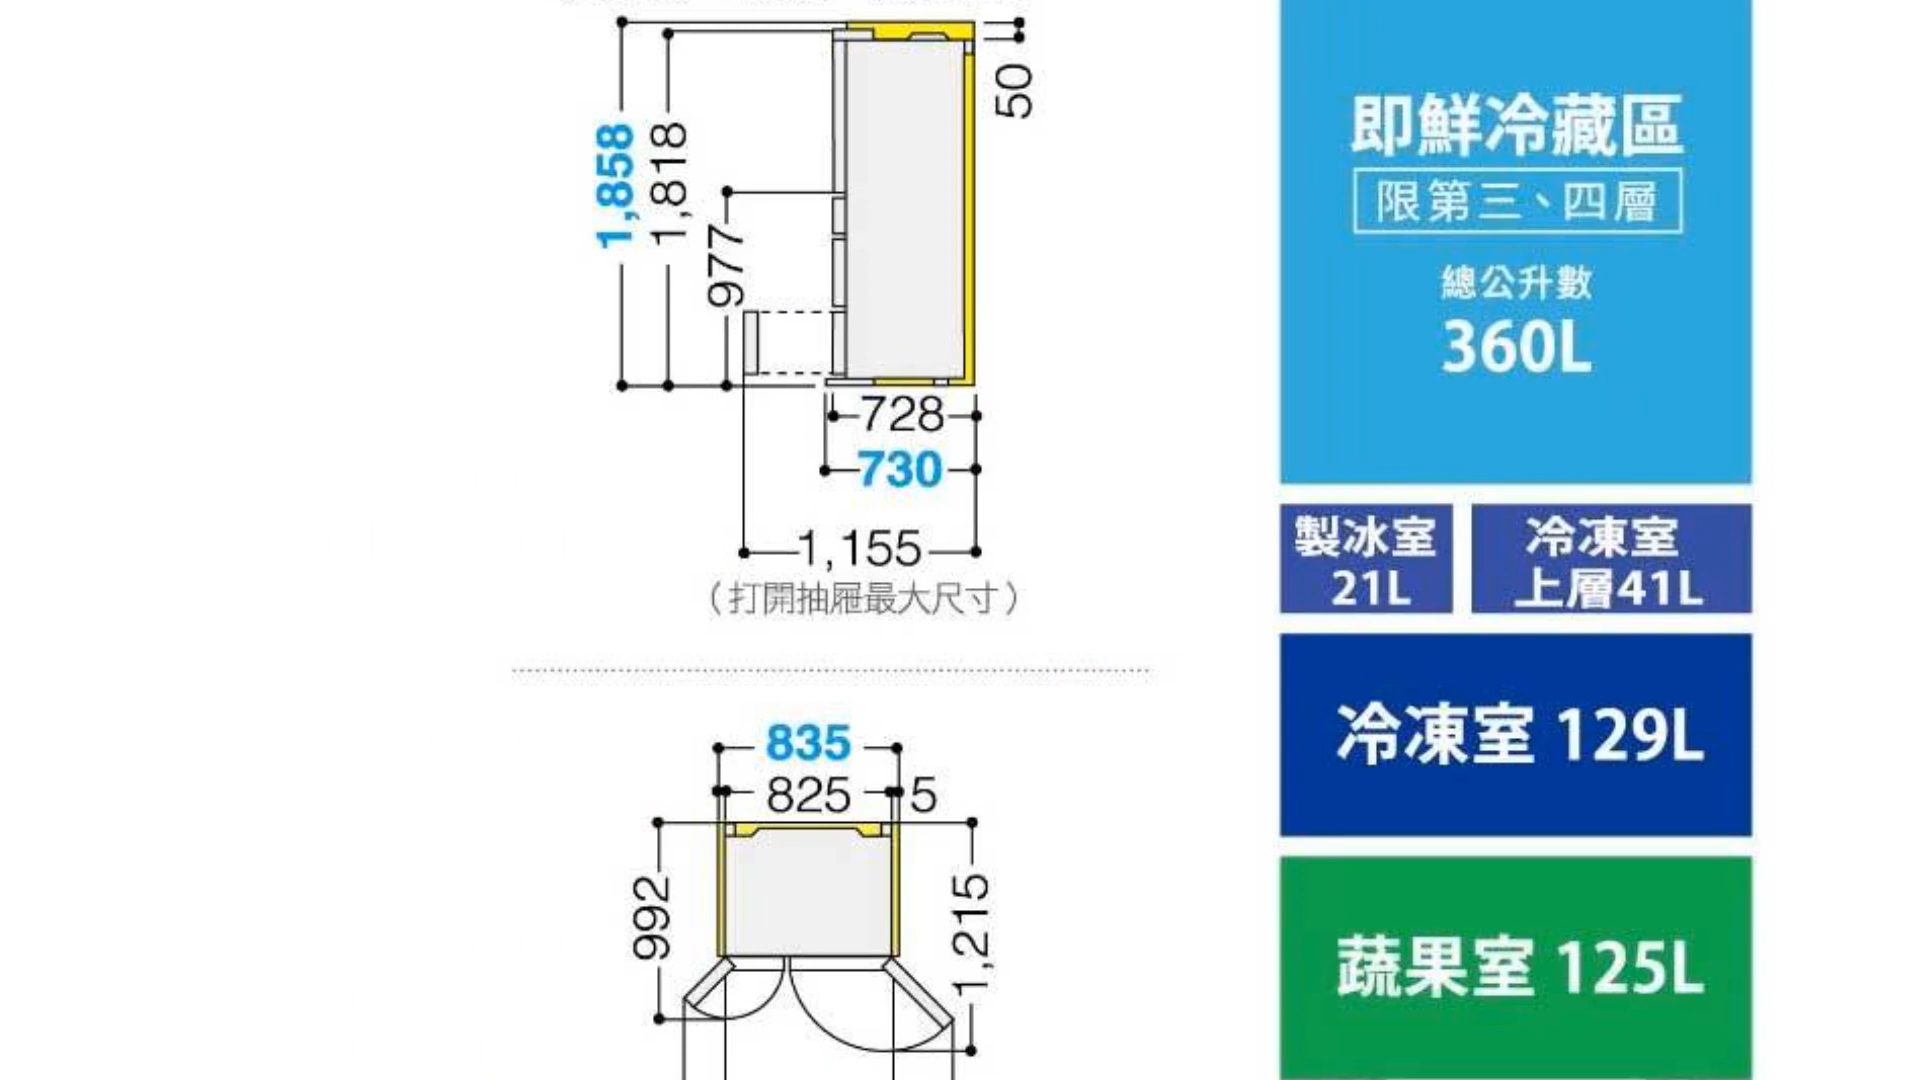 50
1,858
1,818
977
728
730
1,155
（打開抽屜最大尺寸）
835
825
5
992
1,215
即鮮冷藏區
限第三、四層
總公升數
360L
製冰室
21L
冷凍室
上層41L
冷凍室 129L
蔬果室 125L